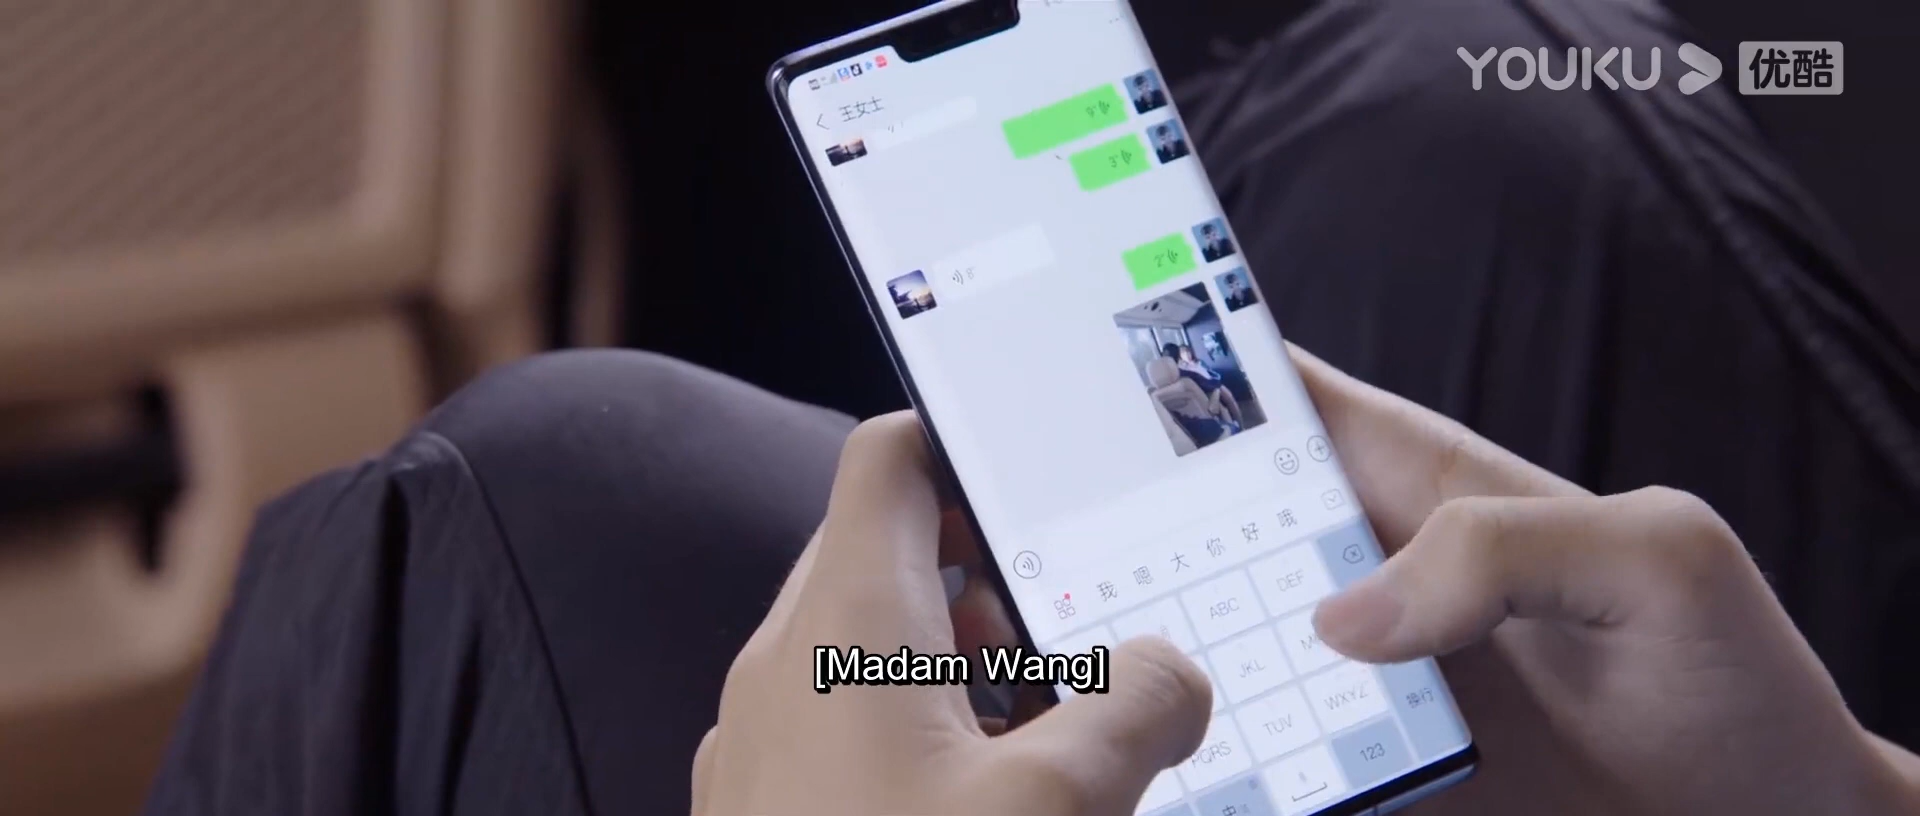 YOUKU 优酷
王女士
9"
3"
2"
8"
我 嗯 大 你 好 哦
ABC
DEF
JKL
PQRS
TUV
WXYZ
换行
中
123
[Madam Wang]